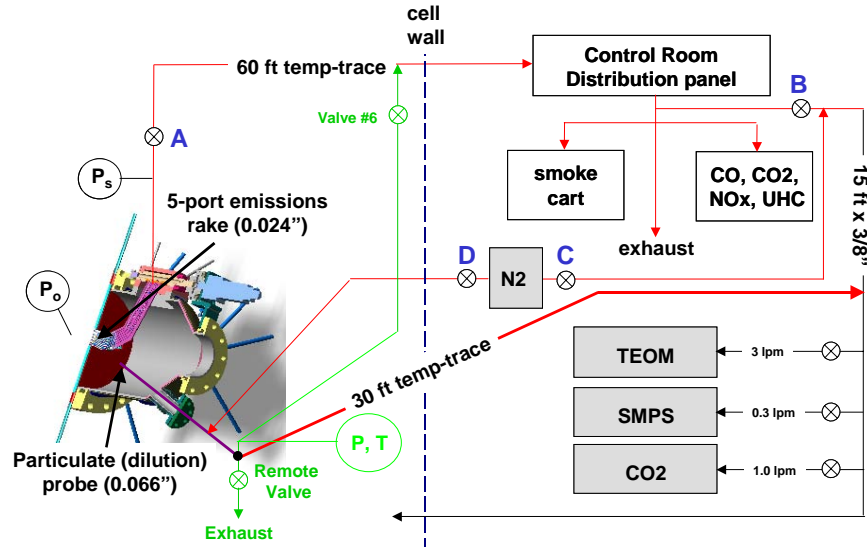 cell
wall
60 ft temp-trace
Control Room
Distribution panel
B
Valve #6
A
Ps
smoke
cart
CO, CO2,
NOx, UHC
15 ft x 3/8"
5-port emissions
rake (0.024”)
exhaust
D
N2
C
Po
30 ft temp-trace
TEOM
3 lpm
SMPS
0.3 lpm
CO2
1.0 lpm
P, T
Particulate (dilution)
probe (0.066”)
Remote
Valve
Exhaust